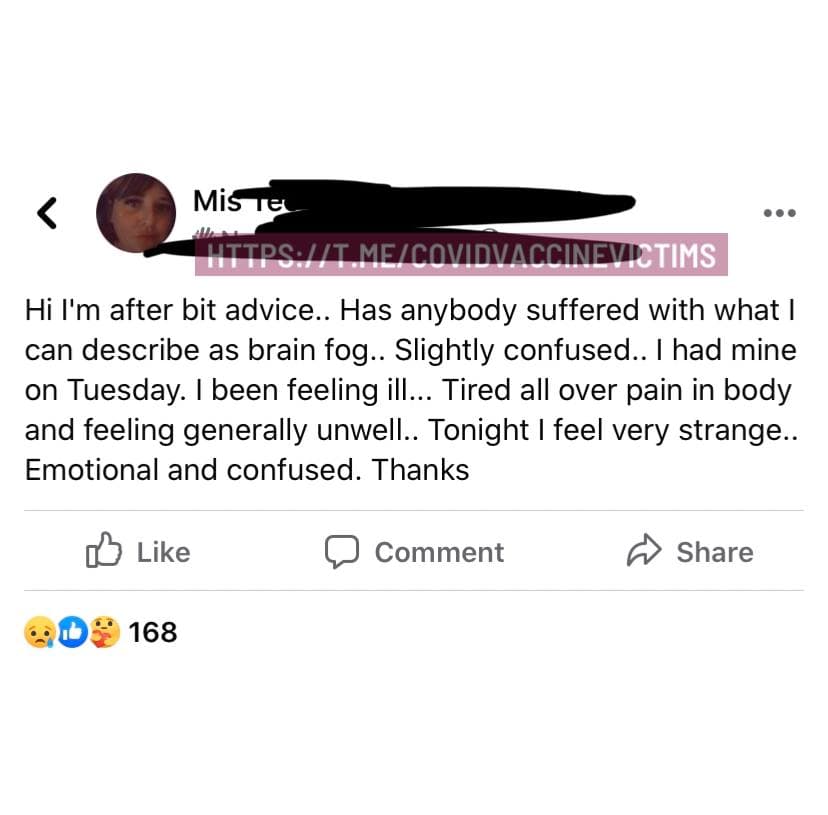 Mis Te
HTTPS://T.ME/COVIDVACCINEVICTIMS
Hi I'm after bit advice.. Has anybody suffered with what I
can describe as brain fog.. Slightly confused.. I had mine
on Tuesday. I been feeling ill... Tired all over pain in body
and feeling generally unwell.. Tonight I feel very strange..
Emotional and confused. Thanks
Like Comment Share
168